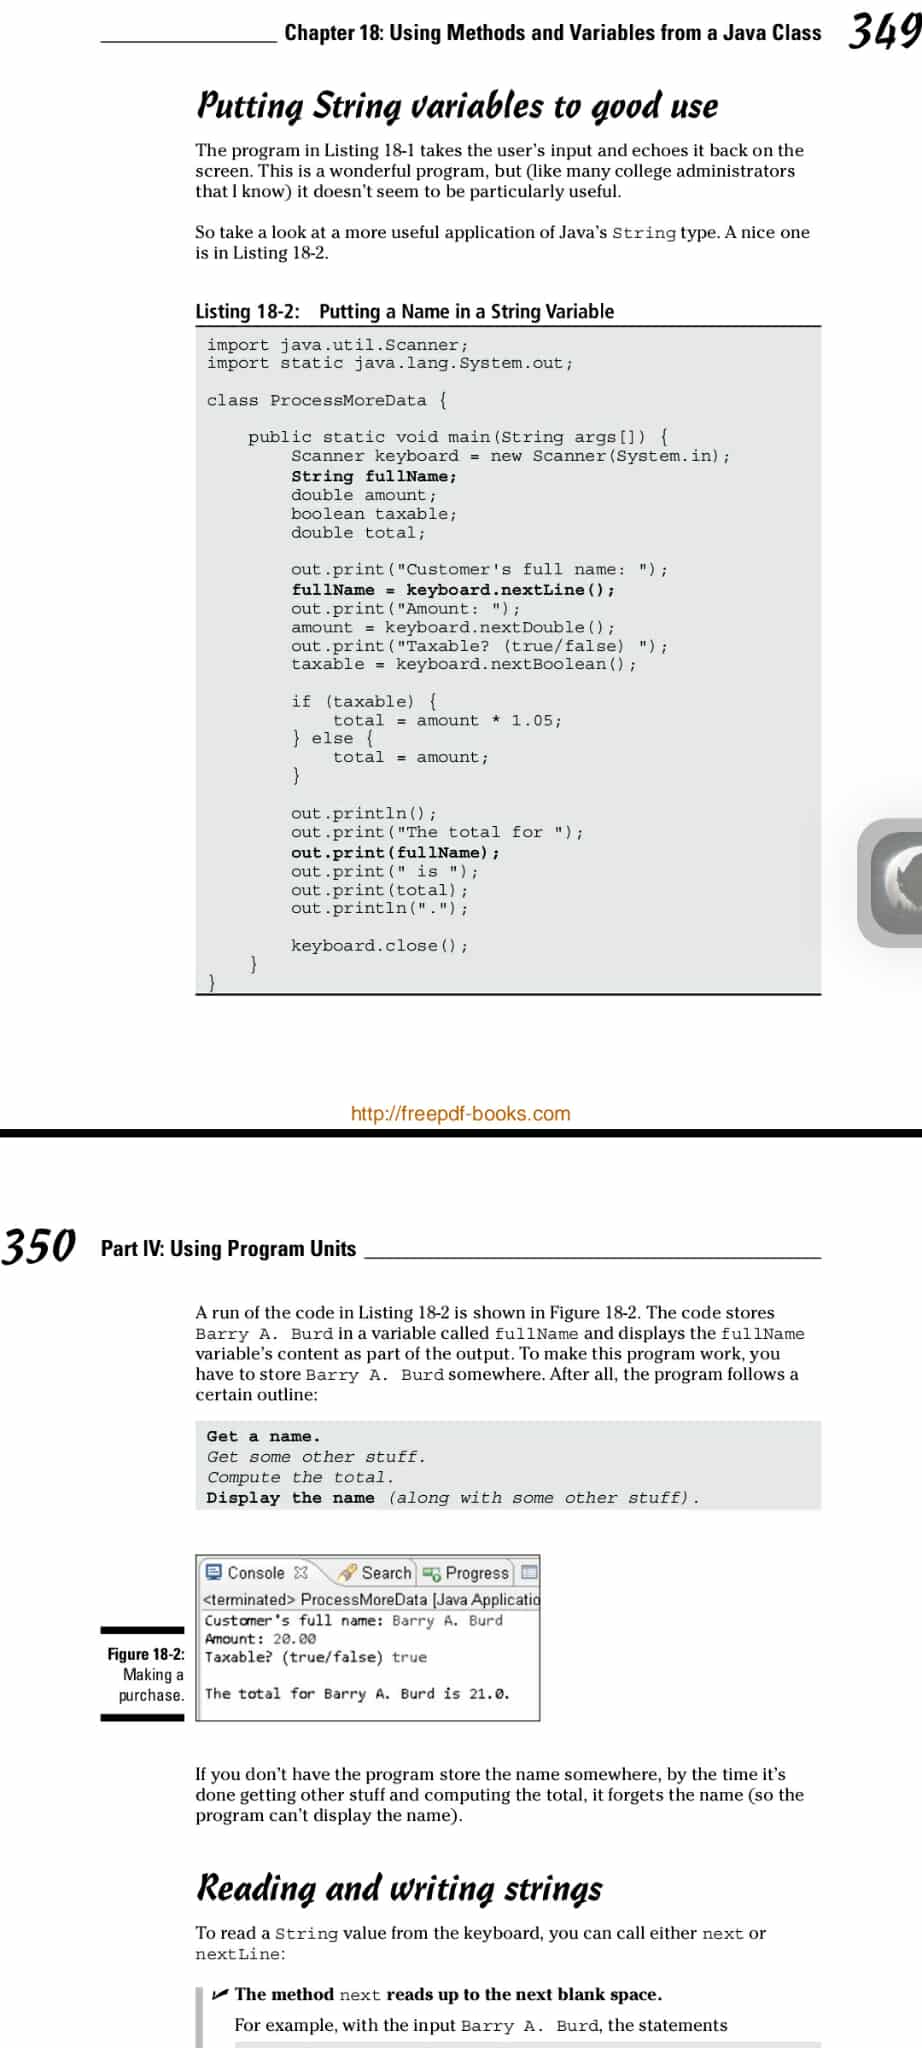 Chapter 18: Using Methods and Variables from a Java Class 349
Putting String variables to good use
The program in Listing 18-1 takes the user's input and echoes it back on the
screen. This is a wonderful program, but (like many college administrators
that I know) it doesn't seem to be particularly useful.
So take a look at a more useful application of Java's String type. A nice one
is in Listing 18-2.
Listing 18-2: Putting a Name in a String Variable
import java.util.Scanner;
import static java.lang.System.out;
class ProcessMoreData {
public static void main(String args[]) {
Scanner keyboard = new Scanner(System.in);
String fullName;
double amount;
boolean taxable;
double total;
out.print("Customer's full name: ");
fullName = keyboard.nextLine();
out.print("Amount: ");
amount = keyboard.nextDouble();
out.print("Taxable? (true/false) ");
taxable = keyboard.nextBoolean();
if (taxable) {
total = amount * 1.05;
} else {
total = amount;
}
out.println();
out.print("The total for ");
out.print(fullName);
out.print(" is ");
out.print(total);
out.println(".");
keyboard.close();
}
}
http://freepdf-books.com
350 Part IV: Using Program Units
A run of the code in Listing 18-2 is shown in Figure 18-2. The code stores
Barry A. Burd in a variable called fullName and displays the fullName
variable's content as part of the output. To make this program work, you
have to store Barry A. Burd somewhere. After all, the program follows a
certain outline:
Get a name.
Get some other stuff.
Compute the total.
Display the name (along with some other stuff).
Console Search Progress
<terminated> ProcessMoreData [Java Applicatio
Customer's full name: Barry A. Burd
Amount: 20.00
Taxable? (true/false) true
The total for Barry A. Burd is 21.0.
Figure 18-2:
Making a
purchase.
If you don't have the program store the name somewhere, by the time it's
done getting other stuff and computing the total, it forgets the name (so the
program can't display the name).
Reading and writing strings
To read a String value from the keyboard, you can call either next or
nextLine:
✓ The method next reads up to the next blank space.
For example, with the input Barry A. Burd, the statements